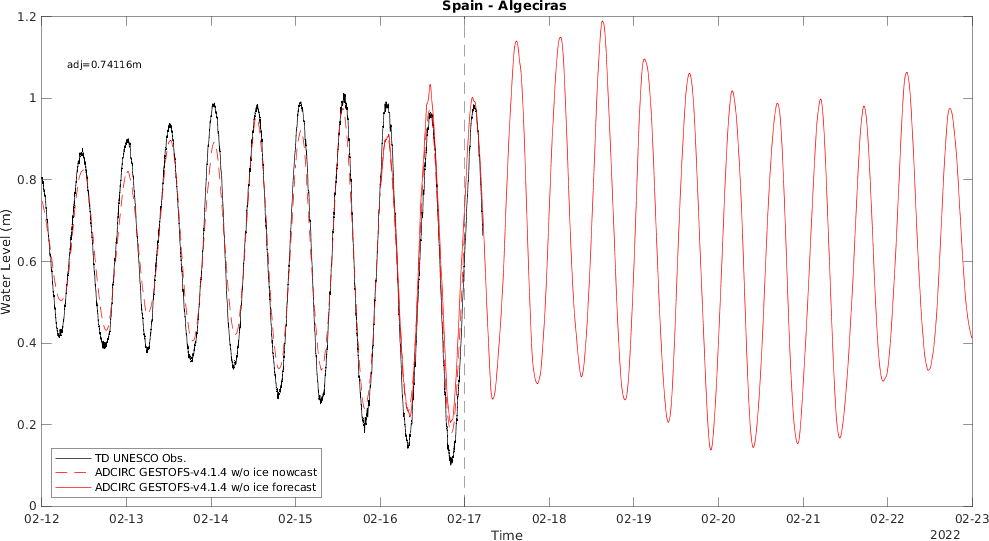 Spain - Algeciras
1.2
adj=0.74116m
1
0.8
0.6
0.4
0.2
0
Water Level (m)
TD UNESCO Obs.
ADCIRC GESTOFS-v4.1.4 w/o ice nowcast
ADCIRC GESTOFS-v4.1.4 w/o ice forecast
02-12 02-13 02-14 02-15 02-16 02-17 02-18 02-19 02-20 02-21 02-22 02-23
Time
2022